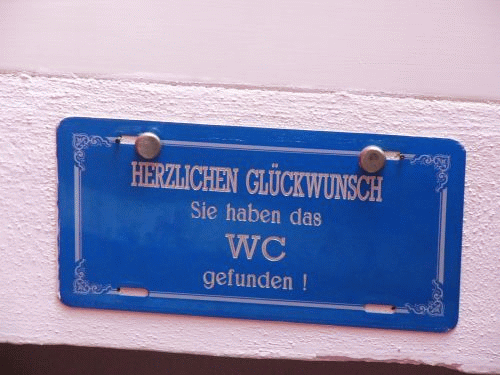 HERZLICHEN GLÜCKWUNSCH
Sie haben das
WC
gefunden !